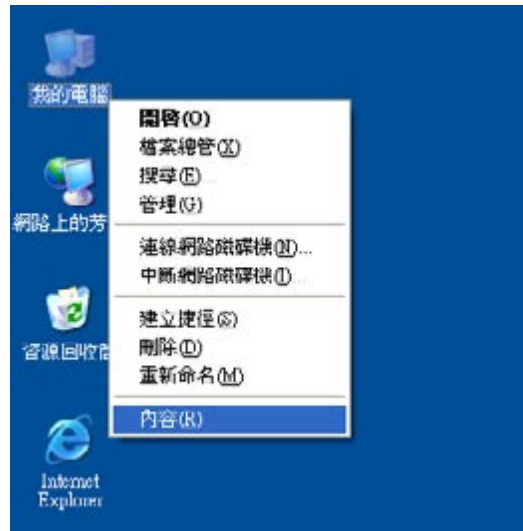 我的電腦
開啓(O)
檔案總管(X)
搜尋(E)...
管理(G)
網路上的芳
連線網路磁碟機(N)...
中斷網路磁碟機(I)...
建立捷徑(S)
資源回收筒
刪除(D)
重新命名(M)
內容(R)
Internet
Explorer